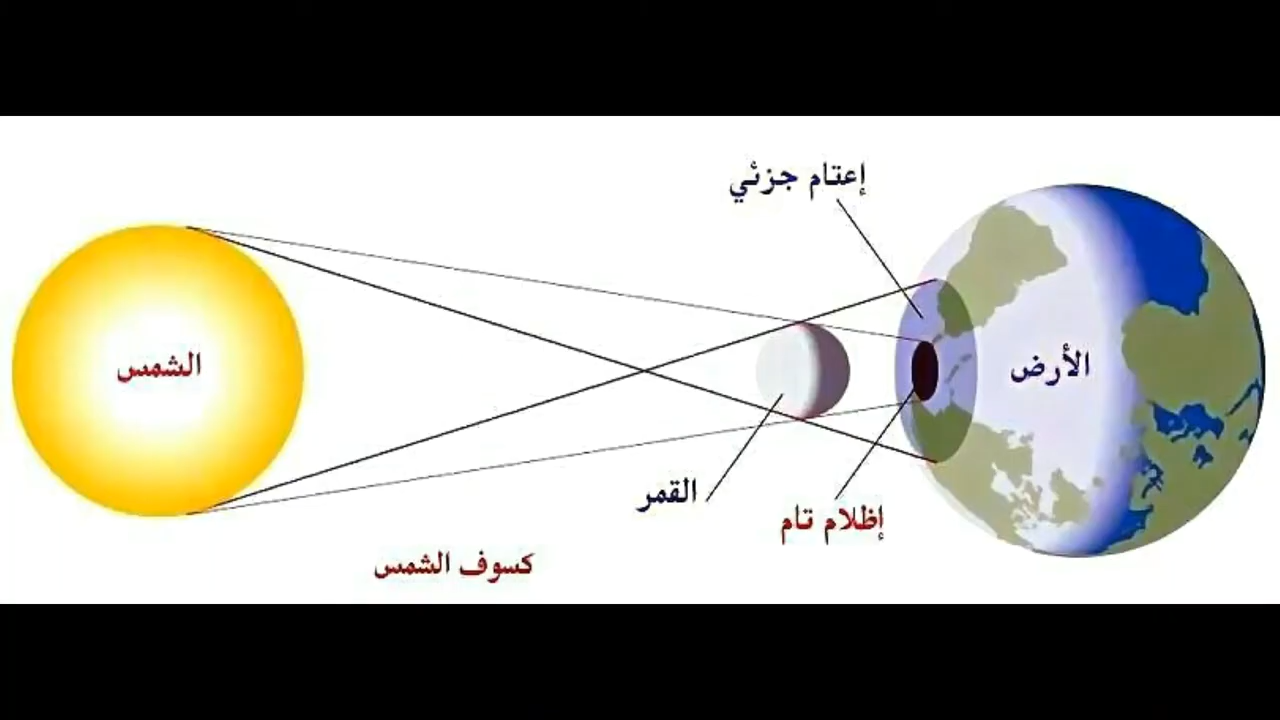 إعتام جزئي
الشمس
الأرض
القمر
إظلام تام
كسوف الشمس